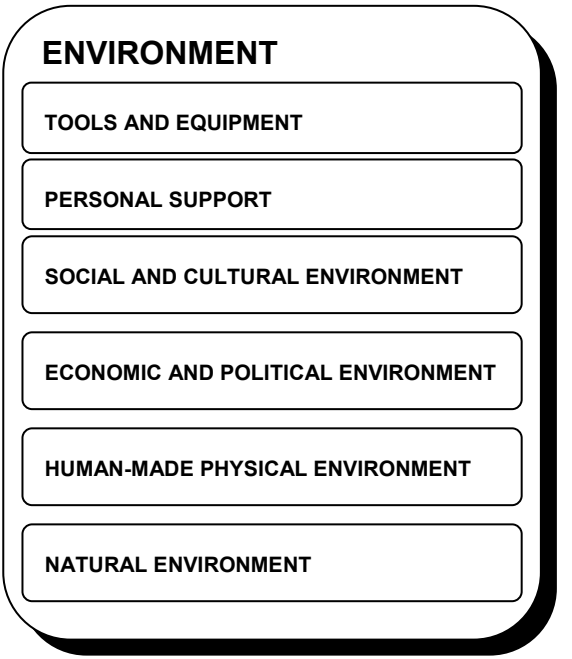 ENVIRONMENT
TOOLS AND EQUIPMENT
PERSONAL SUPPORT
SOCIAL AND CULTURAL ENVIRONMENT
ECONOMIC AND POLITICAL ENVIRONMENT
HUMAN-MADE PHYSICAL ENVIRONMENT
NATURAL ENVIRONMENT